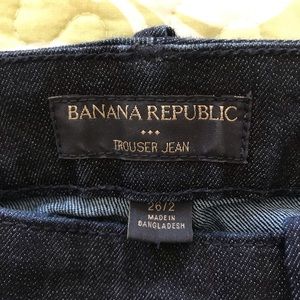 BANANA REPUBLIC
TROUSER JEAN
26/2
MADE IN
BANGLADESH